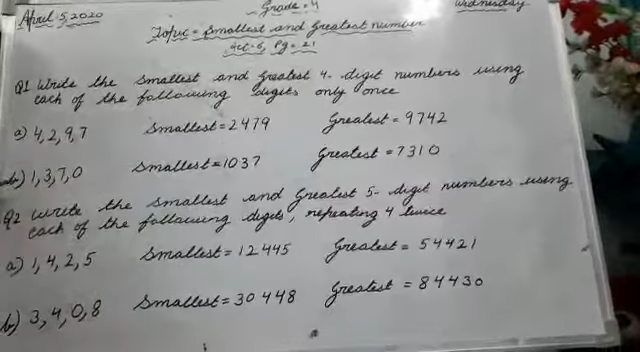 Grade = 4
April 5, 2020
Wednesday
Topic = Smallest and Greatest number
Act-6, Pg = 21
Q1 Write the smallest and greatest 4-digit numbers using
each of the following digits only once
a) 4,2,9,7 Smallest = 2479 Greatest = 9742
b) 1,3,7,0 Smallest = 1037 Greatest = 7310
Q2 Write the smallest and greatest 5-digit numbers using
each of the following digits, repeating 4 twice
a) 1,4,2,5 Smallest = 12445 Greatest = 54421
b) 3,4,0,8 Smallest = 30448 Greatest = 84430